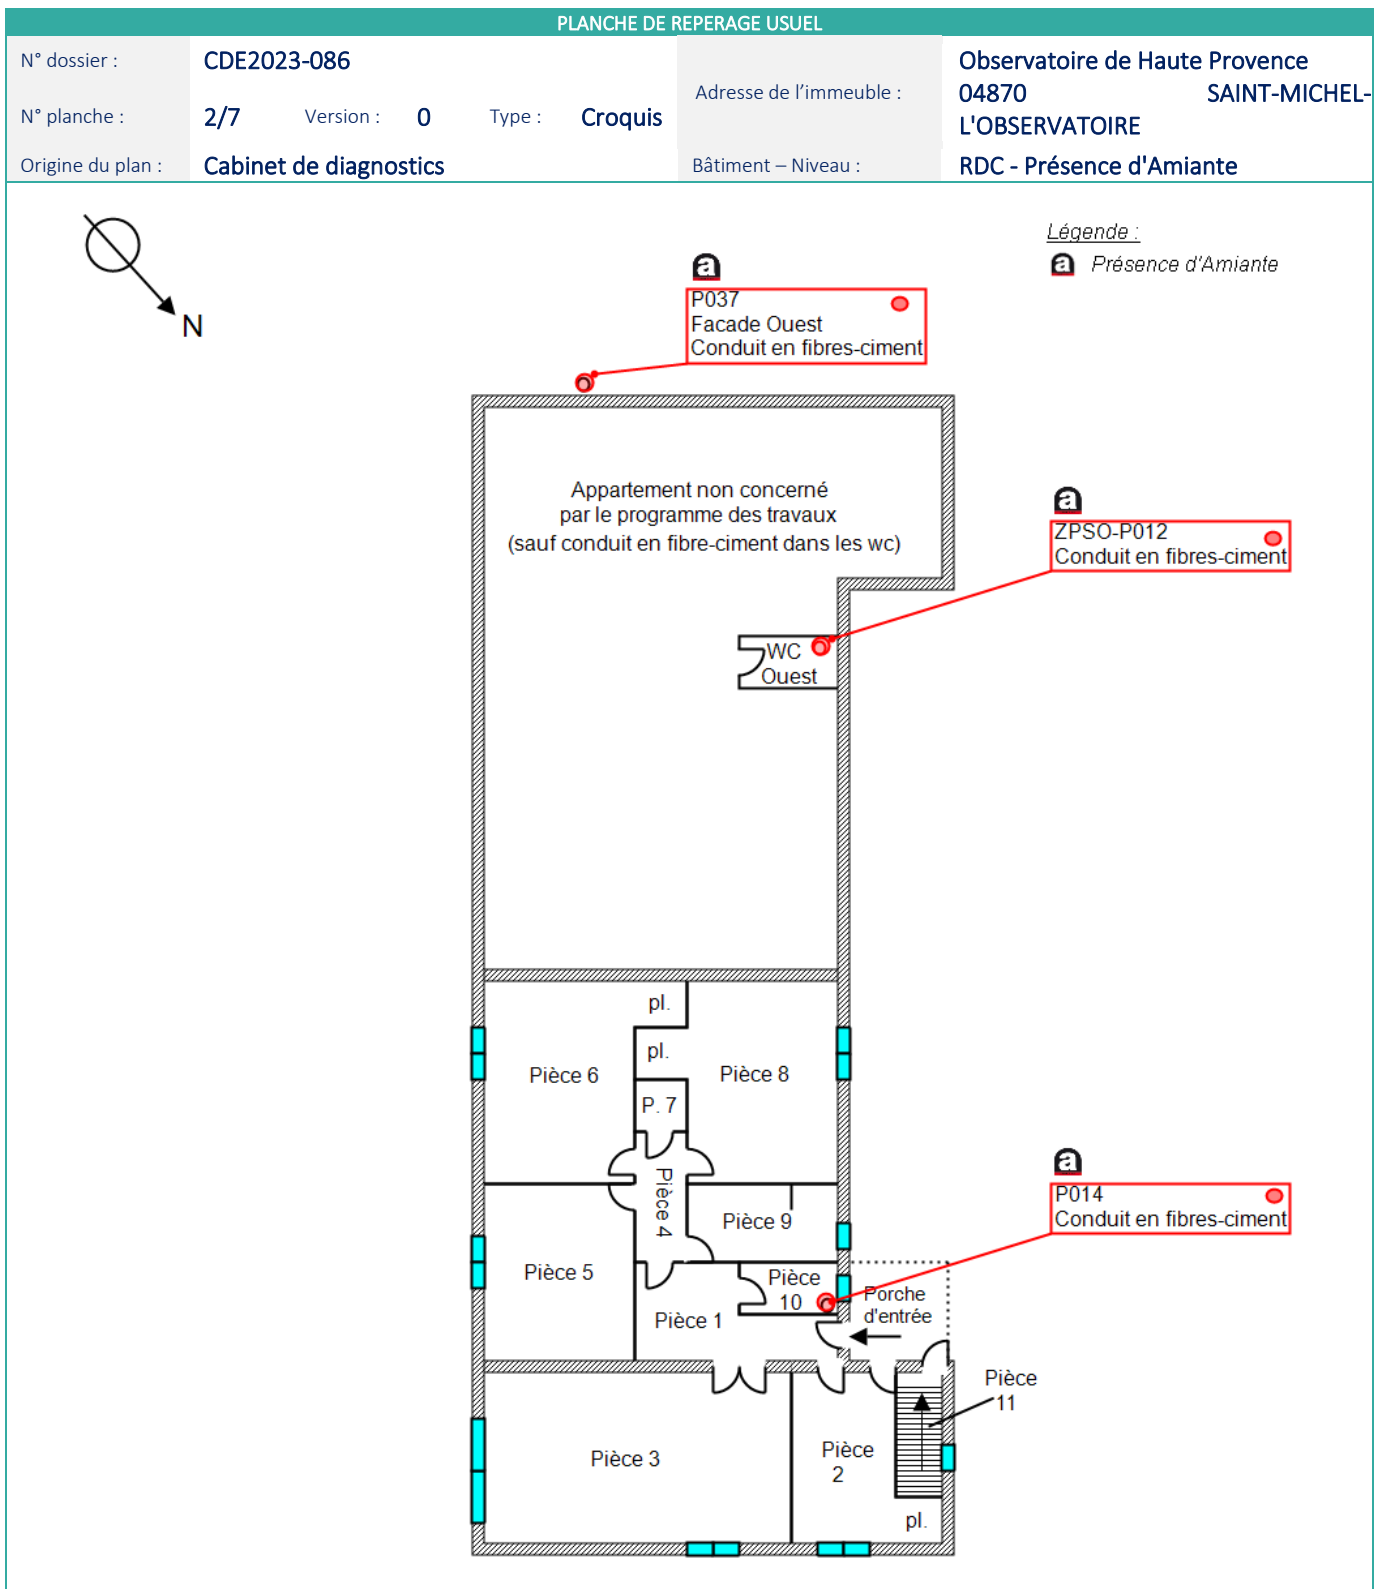 PLANCHE DE REPERAGE USUEL
N° dossier :
CDE2023-086
N° planche :
2/7
Version :
0
Type :
Croquis
Origine du plan :
Cabinet de diagnostics
Adresse de l'immeuble :
Observatoire de Haute Provence
04870 SAINT-MICHEL-
L'OBSERVATOIRE
Bâtiment – Niveau :
RDC - Présence d'Amiante
N
Légende :
a Présence d'Amiante
a
P037
Facade Ouest
Conduit en fibres-ciment
Appartement non concerné
par le programme des travaux
(sauf conduit en fibre-ciment dans les wc)
a
ZPSO-P012
Conduit en fibres-ciment
WC
Ouest
pl.
pl.
Pièce 6
Pièce 8
P. 7
Pièce 4
Pièce 9
a
P014
Conduit en fibres-ciment
Pièce 5
Pièce
10
Porche
d'entrée
Pièce 1
Pièce
11
Pièce 3
Pièce
2
pl.